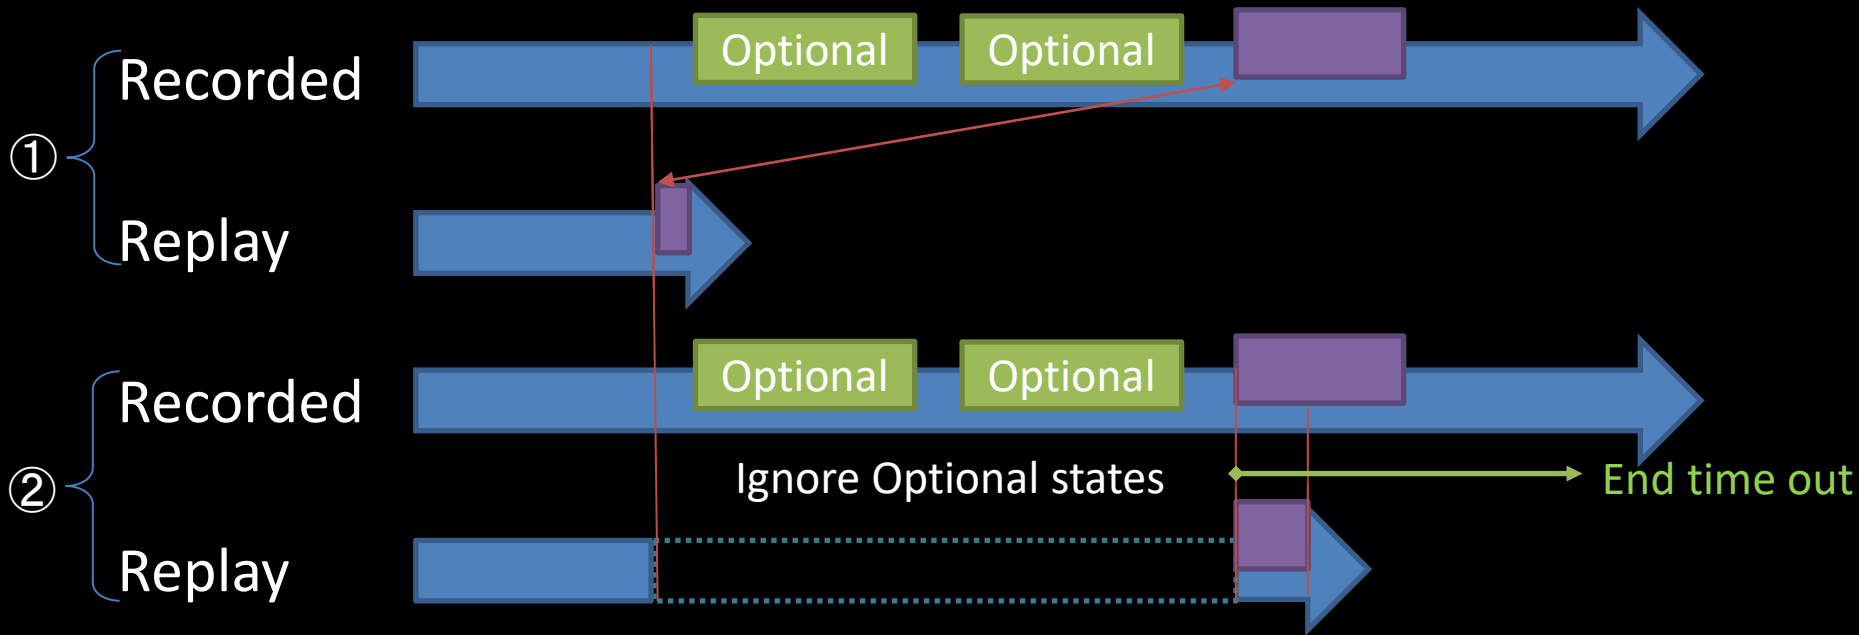 Optional Optional
Recorded
①
Replay
Optional Optional
Recorded
Ignore Optional states
End time out
②
Replay